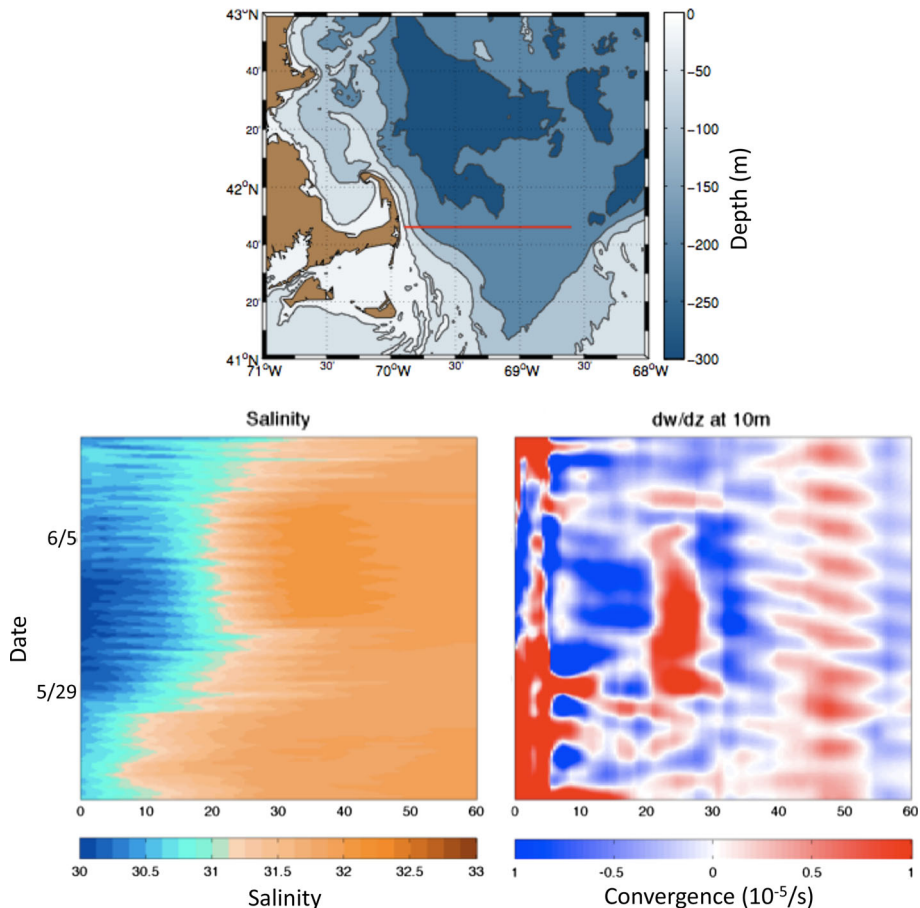 43°N
40'
20'
42°N
40'
20'
41°N
71°W 30' 70°W 30' 69°W 30' 68°W
0
−50
−100
−150
−200
−250
−300
Depth (m)
Salinity
dw/dz at 10m
Date
6/5
5/29
0 10 20 30 40 50 60
0 10 20 30 40 50 60
30 30.5 31 31.5 32 32.5 33
Salinity
1 -0.5 0 0.5 1
Convergence (10⁻⁵/s)